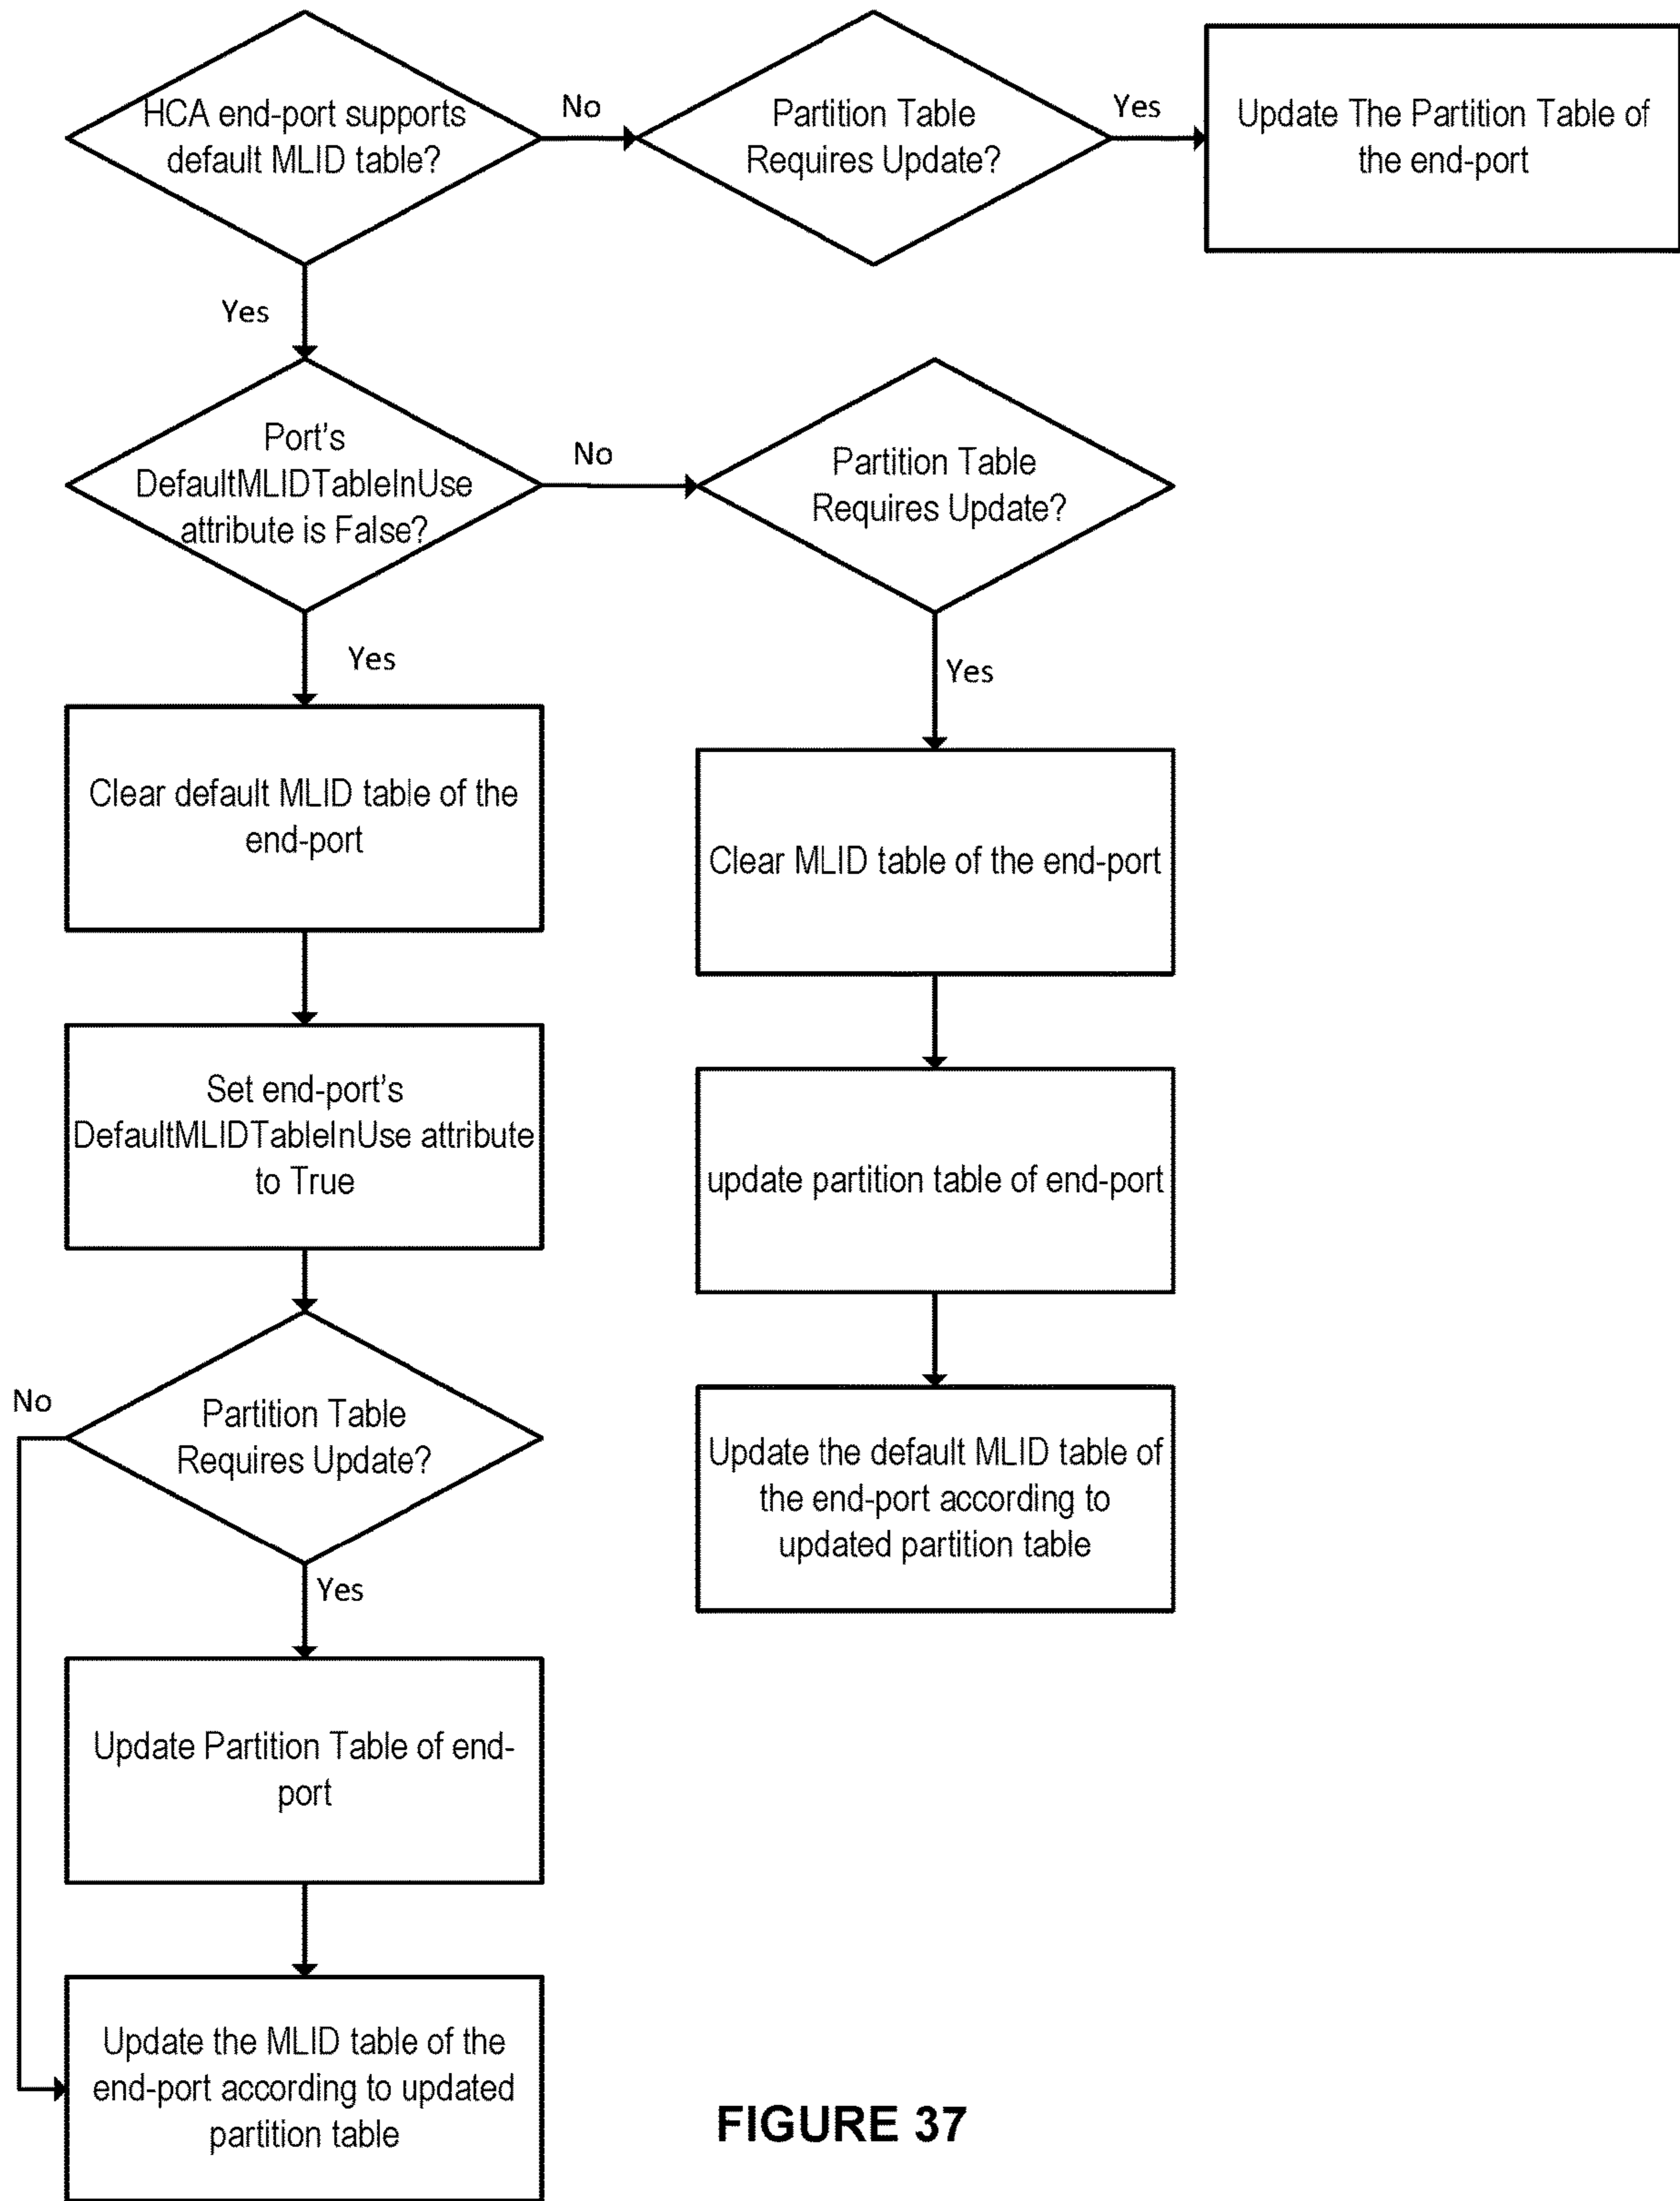 HCA end-port supports
default MLID table?
No
Partition Table
Requires Update?
Yes
Update The Partition Table of
the end-port
Yes
Port's
DefaultMLIDTableInUse
attribute is False?
No
Partition Table
Requires Update?
Yes
Yes
Clear default MLID table of the
end-port
Clear MLID table of the end-port
Set end-port's
DefaultMLIDTableInUse attribute
to True
update partition table of end-port
No
Partition Table
Requires Update?
Update the default MLID table of
the end-port according to
updated partition table
Yes
Update Partition Table of end-
port
Update the MLID table of the
end-port according to updated
partition table
FIGURE 37